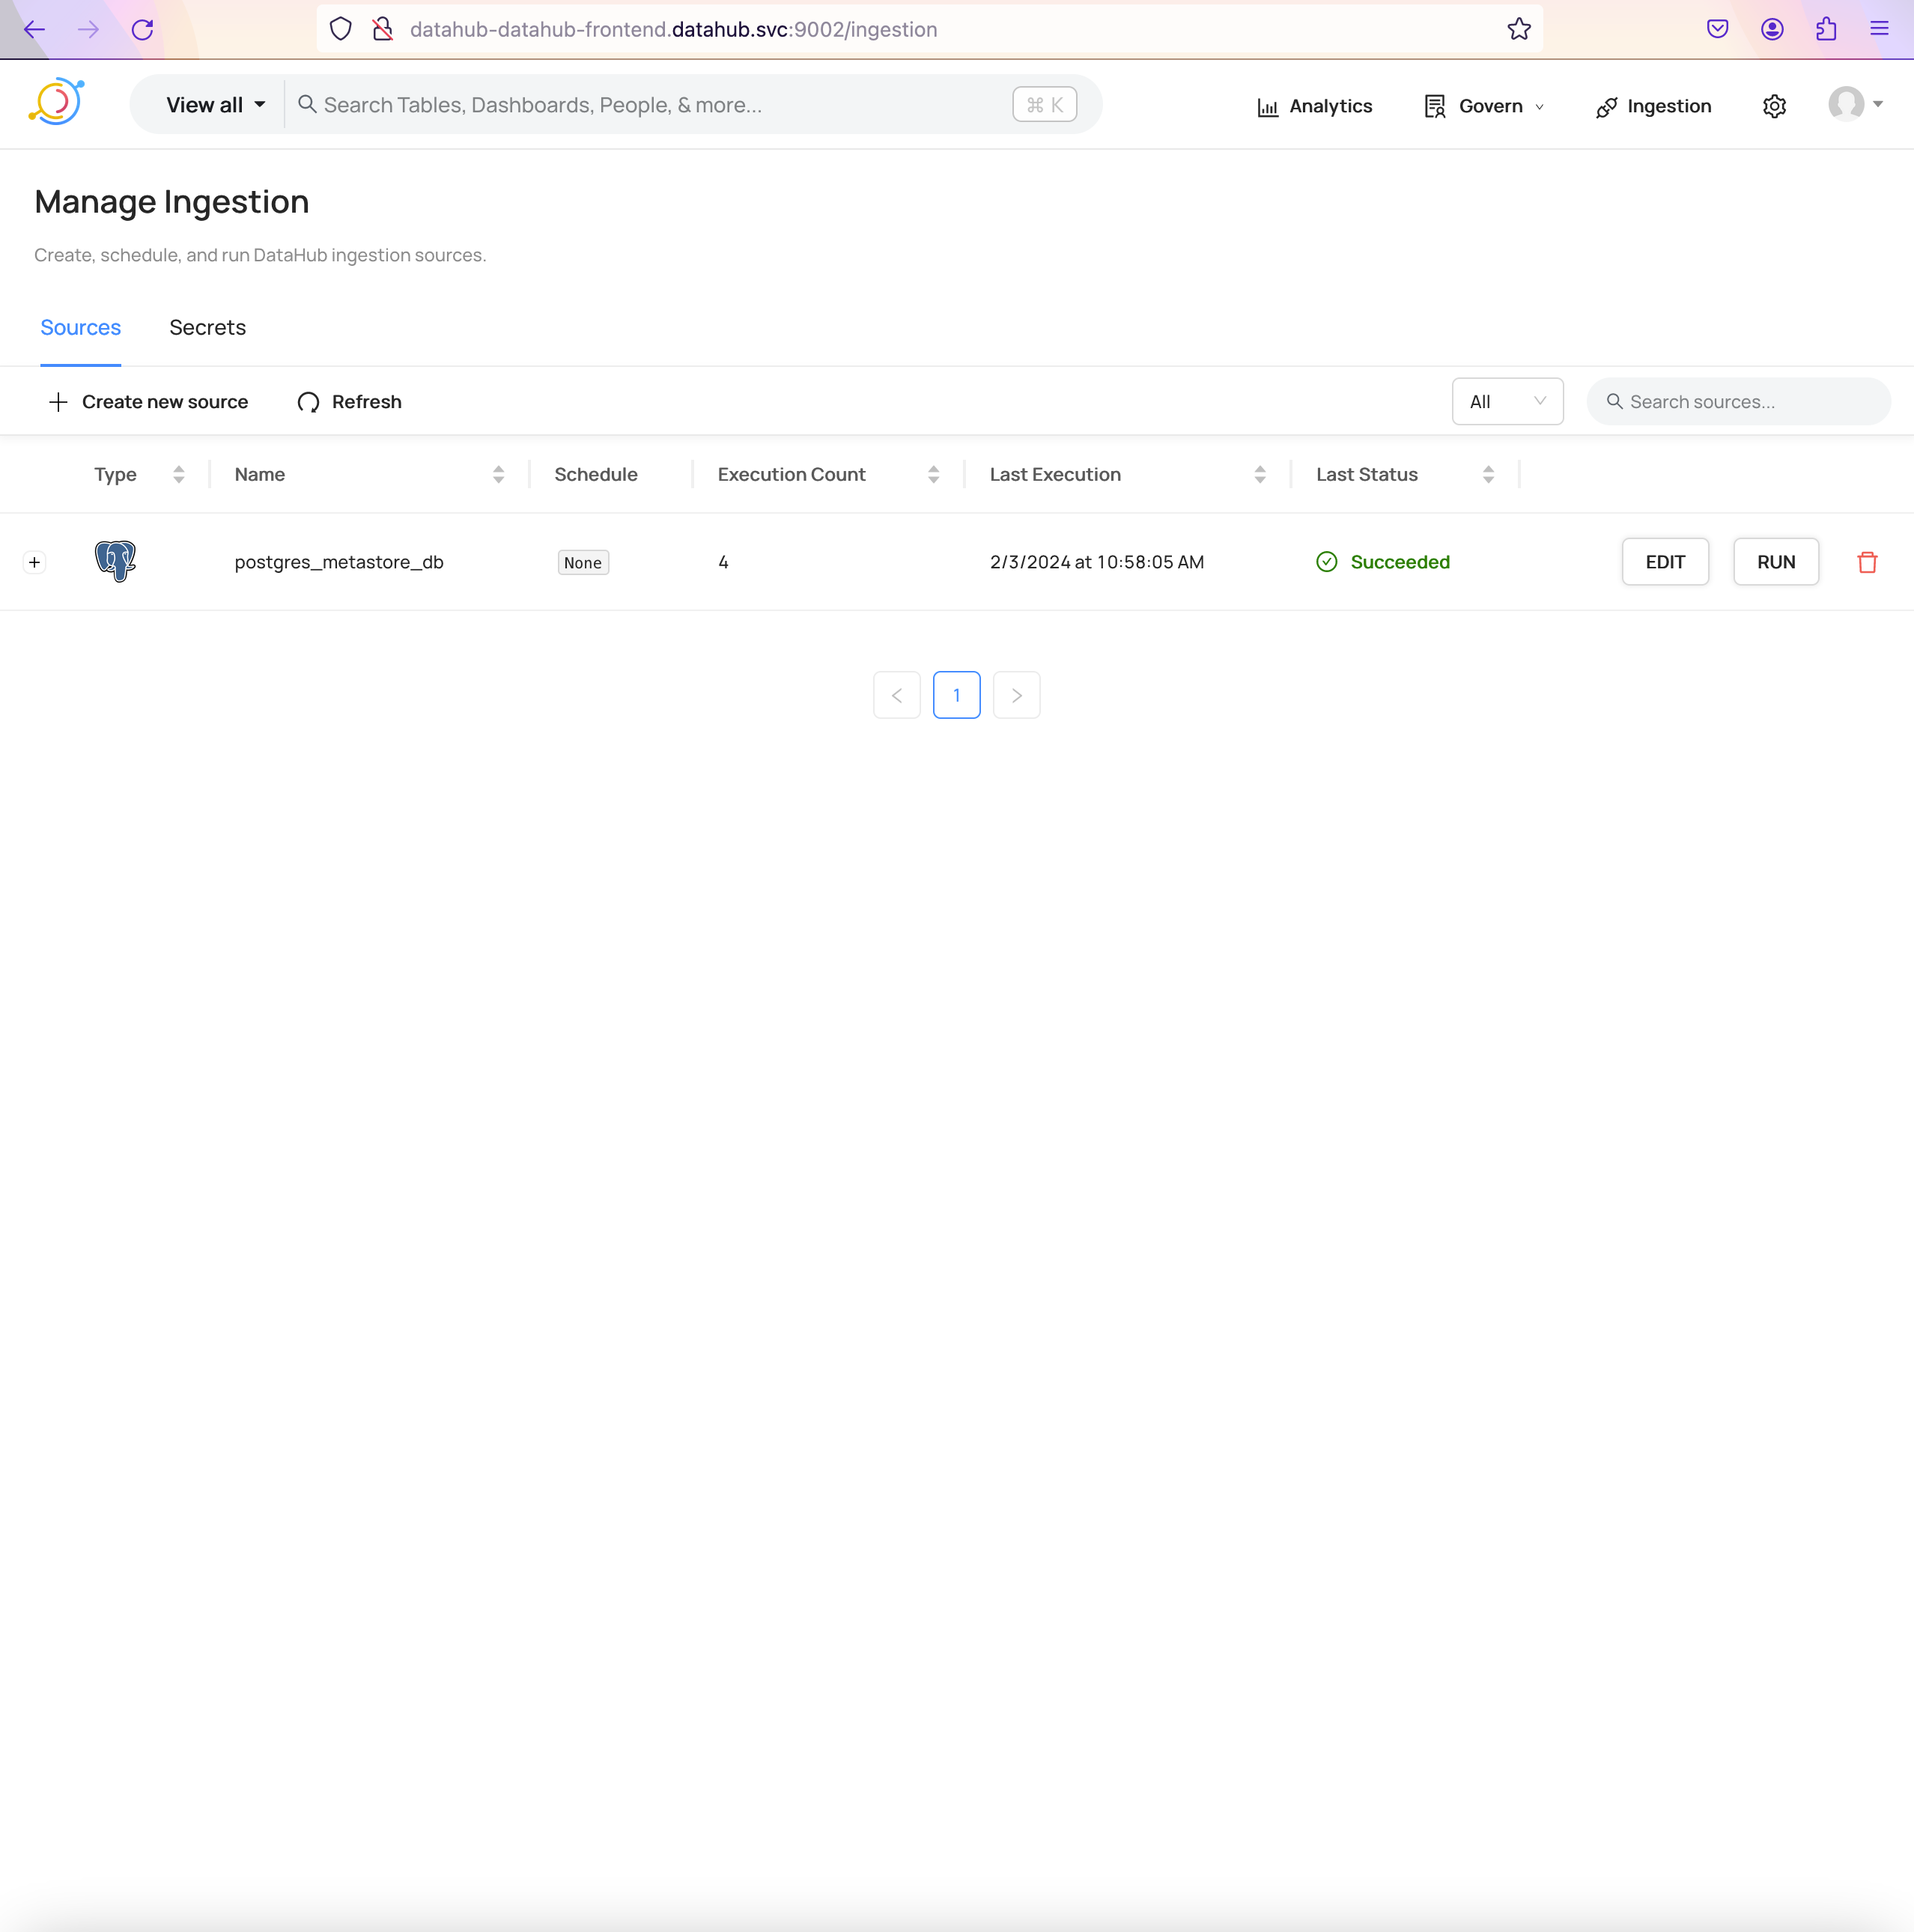 datahub-datahub-frontend.datahub.svc:9002/ingestion
View all
Search Tables, Dashboards, People, & more...
⌘ K
Analytics
Govern
Ingestion
Manage Ingestion
Create, schedule, and run DataHub ingestion sources.
Sources
Secrets
Create new source
Refresh
All
Search sources...
Type
Name
Schedule
Execution Count
Last Execution
Last Status
postgres_metastore_db
None
4
2/3/2024 at 10:58:05 AM
Succeeded
EDIT
RUN
1